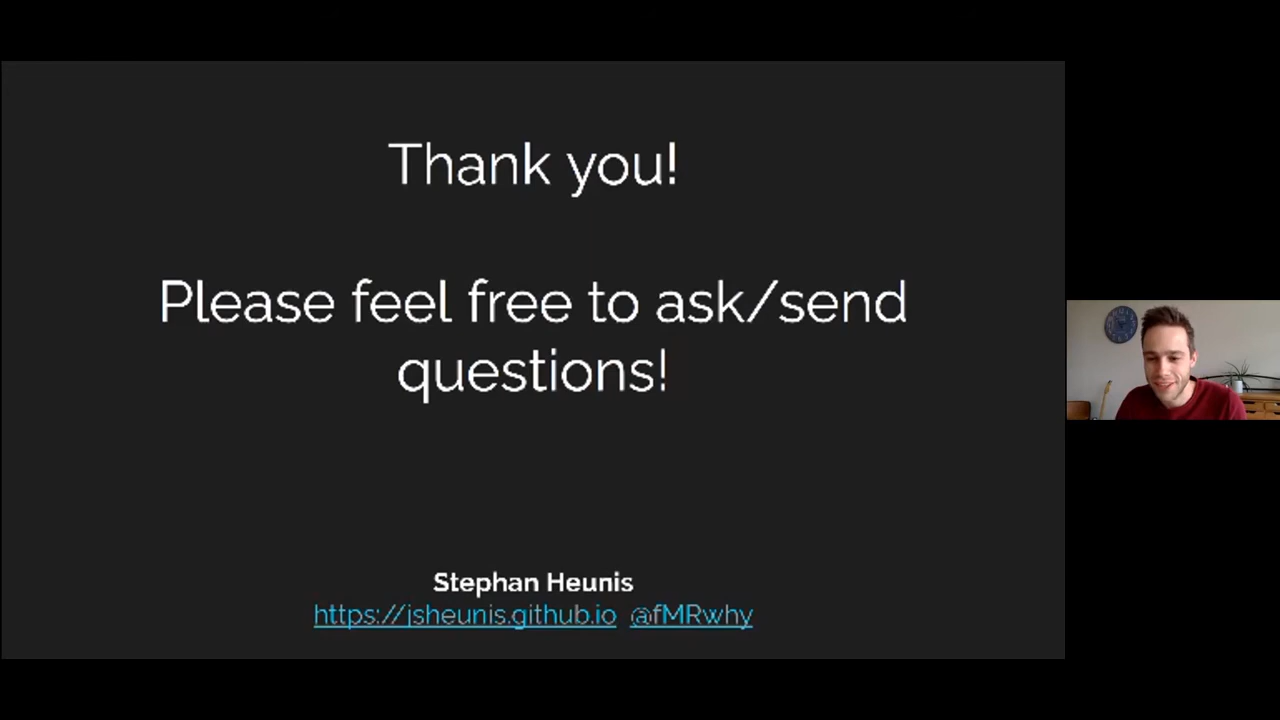 Thank you!
Please feel free to ask/send
questions!
Stephan Heunis
https://jsheunis.github.io @fMRwhy